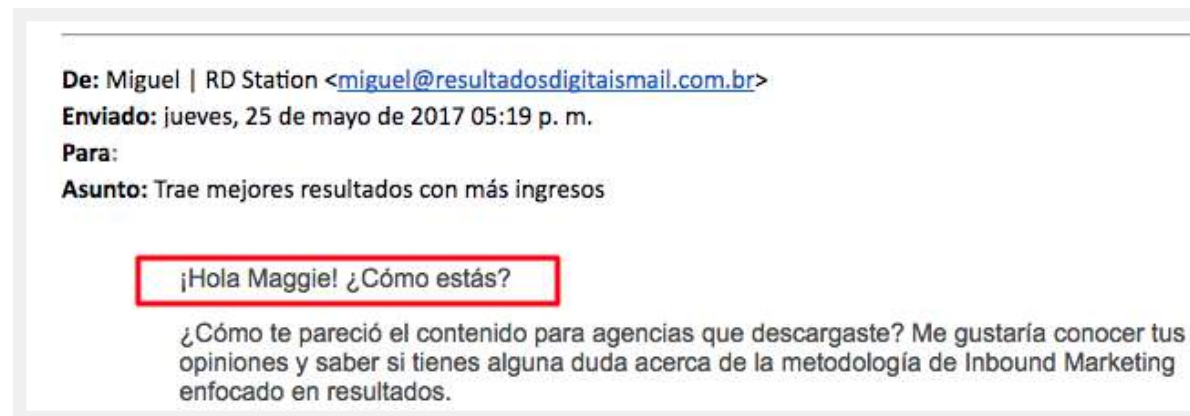 De: Miguel | RD Station <miguel@resultadosdigitaismail.com.br>
Enviado: jueves, 25 de mayo de 2017 05:19 p. m.
Para:
Asunto: Trae mejores resultados con más ingresos
¡Hola Maggie! ¿Cómo estás?
¿Cómo te pareció el contenido para agencias que descargaste? Me gustaría conocer tus
opiniones y saber si tienes alguna duda acerca de la metodología de Inbound Marketing
enfocado en resultados.